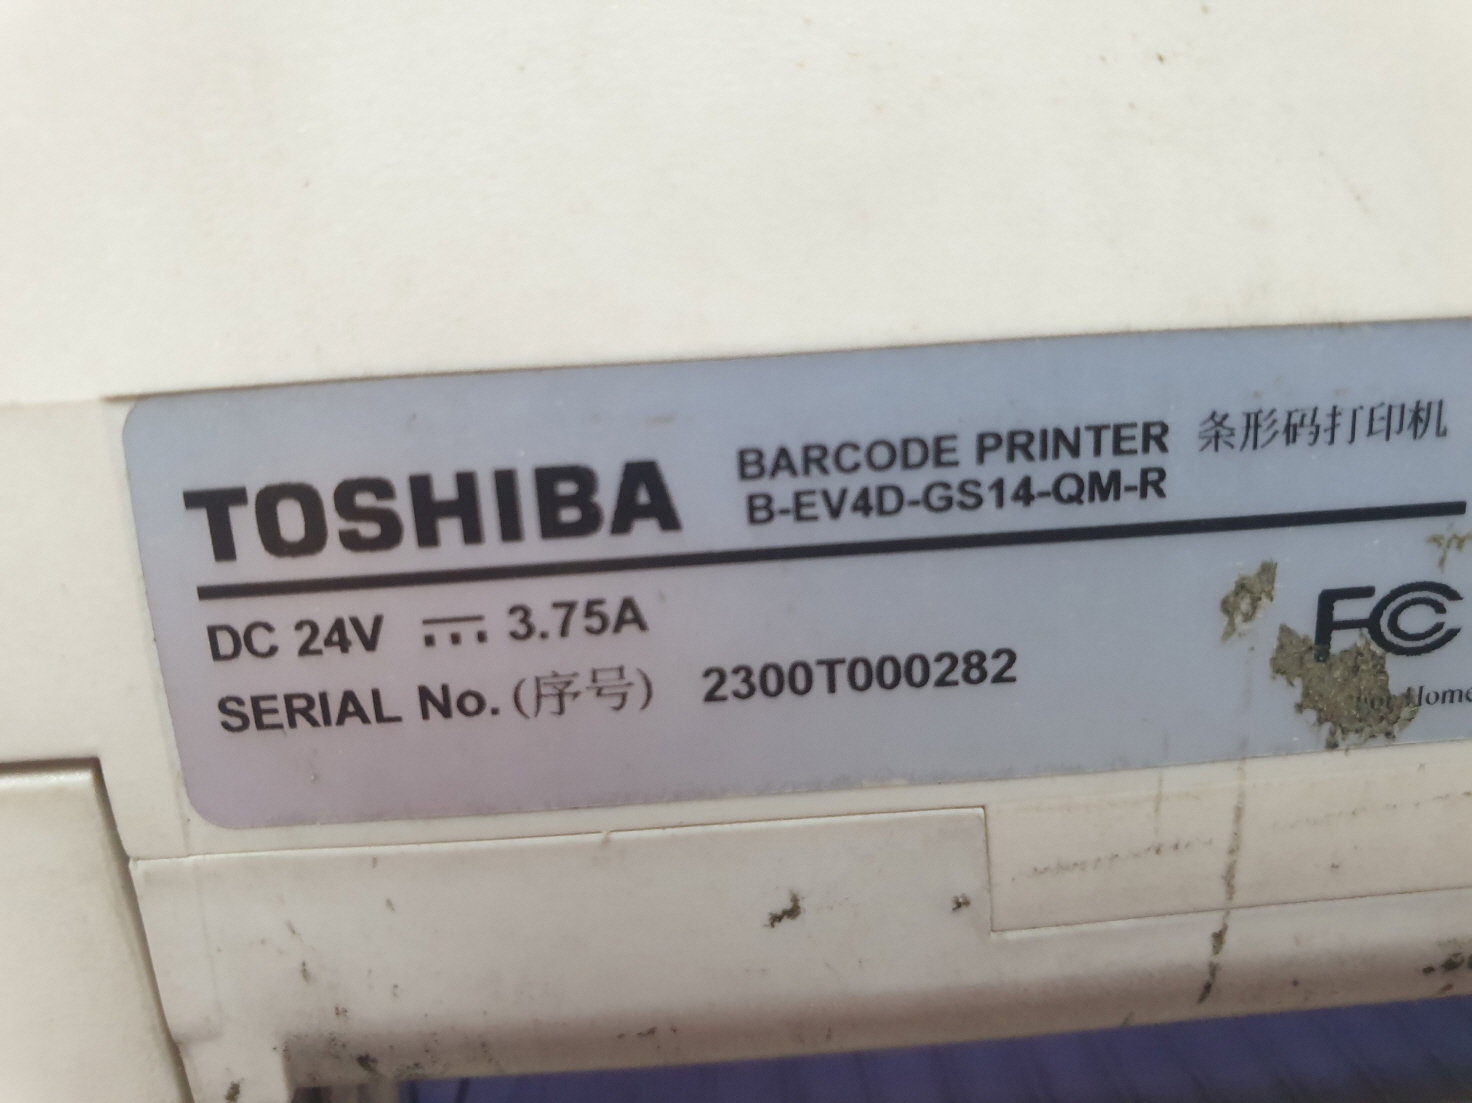 TOSHIBA
BARCODE PRINTER 条形码打印机
B-EV4D-GS14-QM-R
DC 24V ⎓ 3.75A
SERIAL No. (序号) 2300T000282
FC
Home